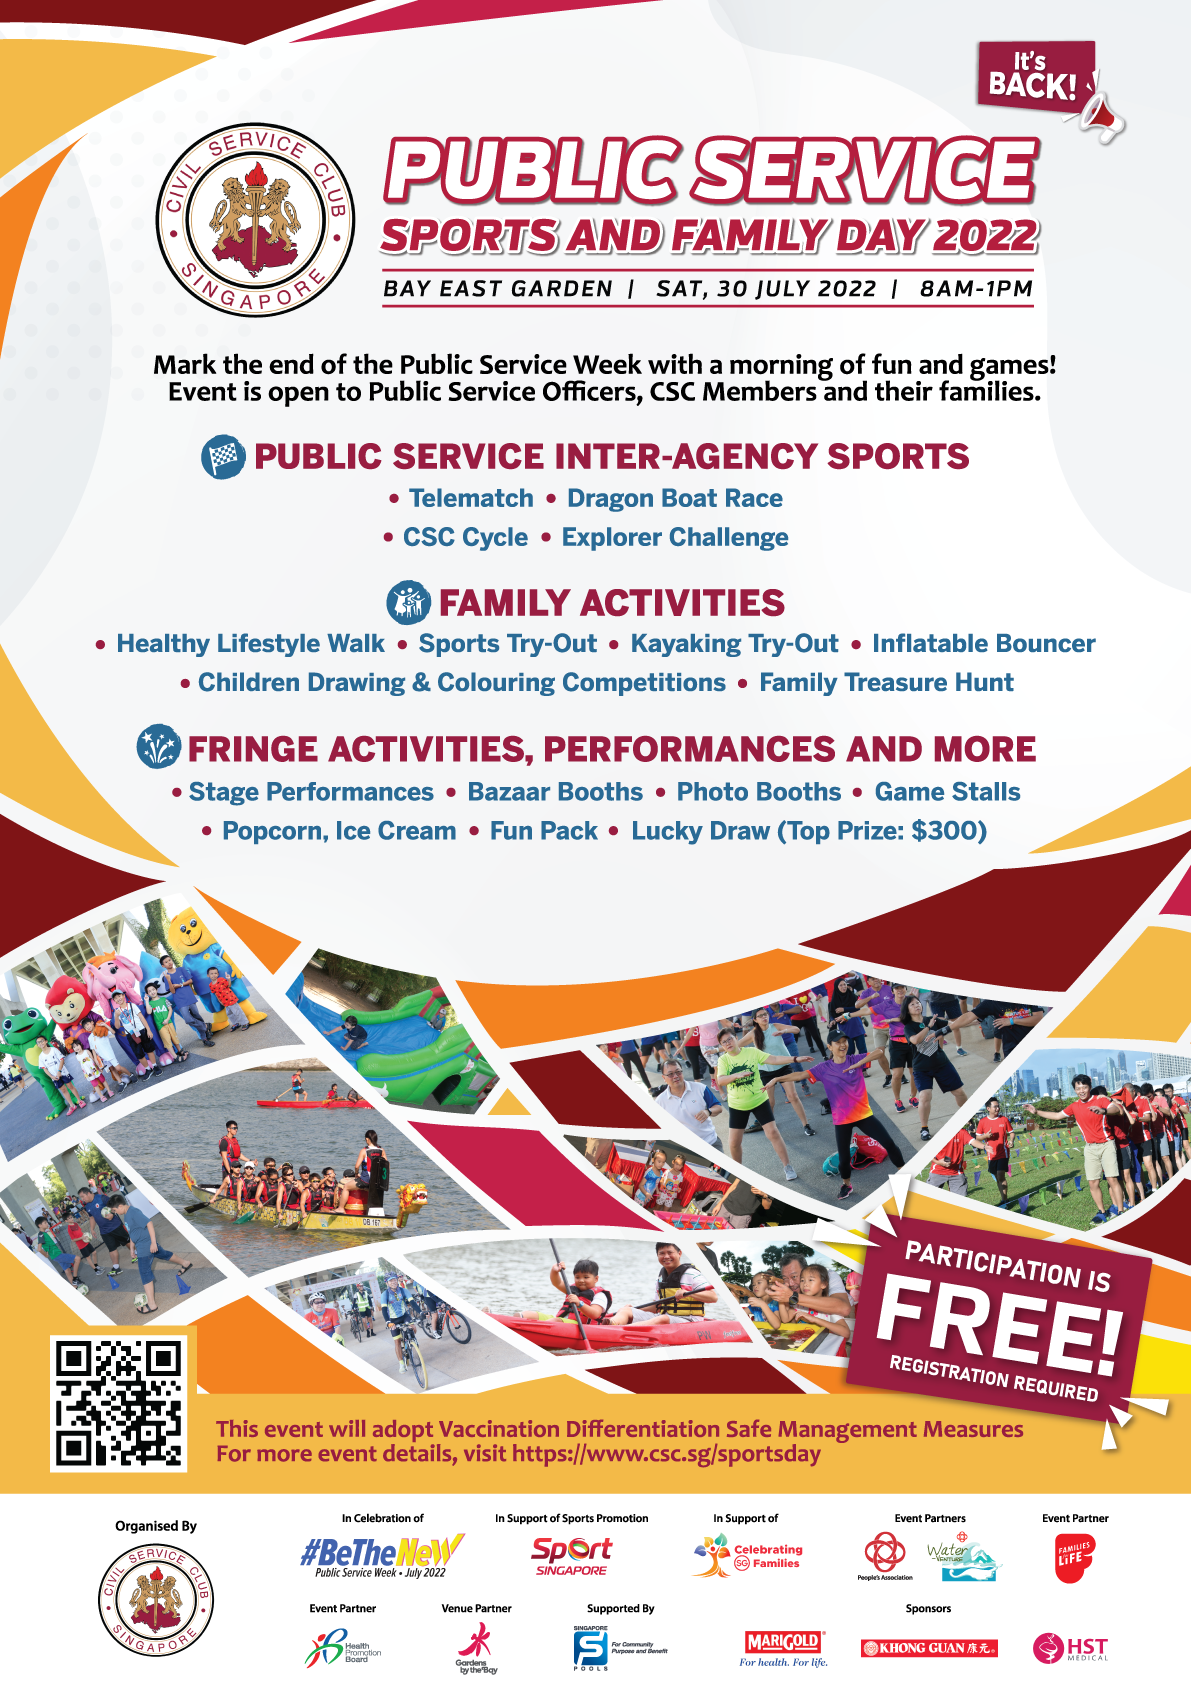 It's
BACK!
CIVIL SERVICE CLUB
SINGAPORE
PUBLIC SERVICE
SPORTS AND FAMILY DAY 2022
BAY EAST GARDEN | SAT, 30 JULY 2022 | 8AM-1PM
Mark the end of the Public Service Week with a morning of fun and games!
Event is open to Public Service Officers, CSC Members and their families.
PUBLIC SERVICE INTER-AGENCY SPORTS
• Telematch • Dragon Boat Race
• CSC Cycle • Explorer Challenge
FAMILY ACTIVITIES
• Healthy Lifestyle Walk • Sports Try-Out • Kayaking Try-Out • Inflatable Bouncer
• Children Drawing & Colouring Competitions • Family Treasure Hunt
FRINGE ACTIVITIES, PERFORMANCES AND MORE
• Stage Performances • Bazaar Booths • Photo Booths • Game Stalls
• Popcorn, Ice Cream • Fun Pack • Lucky Draw (Top Prize: $300)
DB 167
PARTICIPATION IS
FREE!
REGISTRATION REQUIRED
This event will adopt Vaccination Differentiation Safe Management Measures
For more event details, visit https://www.csc.sg/sportsday
Organised By
CIVIL SERVICE CLUB
SINGAPORE
In Celebration of
#BeTheNeW
Public Service Week • July 2022
In Support of Sports Promotion
Sport
SINGAPORE
In Support of
Celebrating
SG Families
Event Partners
People's Association
Water
-VENTURE
Event Partner
FAMILIES
for
LiFE
Event Partner
Health
Promotion
Board
Venue Partner
Gardens
by the Bay
Supported By
SINGAPORE
POOLS
For Community
Purpose and Benefit
Sponsors
MARIGOLD®
For health. For life.
KHONG GUAN 康元®
HST
MEDICAL